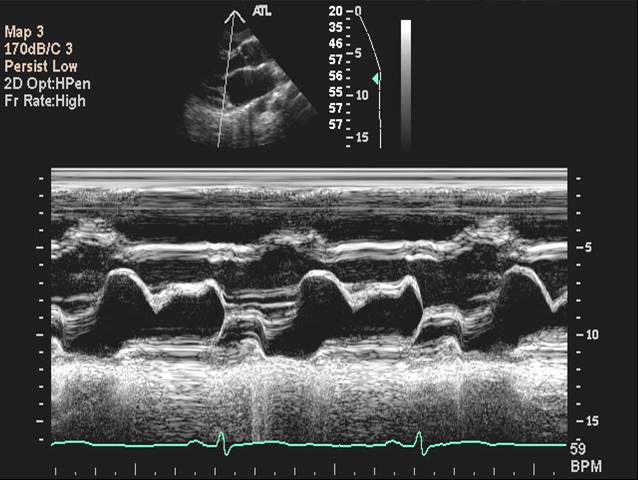 Map 3
170dB/C 3
Persist Low
2D Opt:HPen
Fr Rate:High
ATL
20 0
35
46
57 5
56
55 10
57
57
15
5
10
15
59
BPM